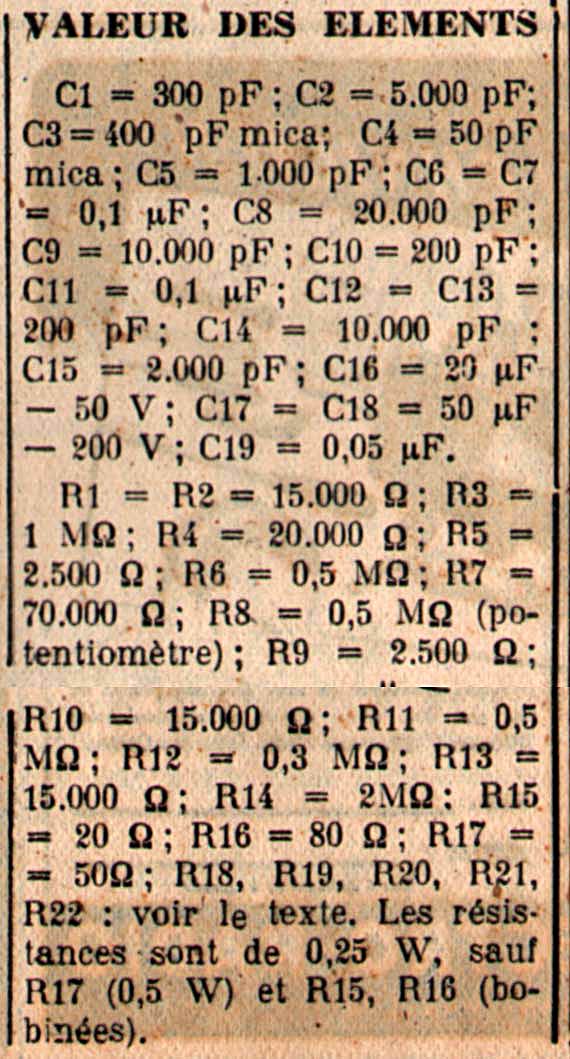 VALEUR DES ELEMENTS
C1 = 300 pF ; C2 = 5.000 pF;
C3 = 400 pF mica; C4 = 50 pF
mica ; C5 = 1.000 pF ; C6 = C7
= 0,1 µF ; C8 = 20.000 pF ;
C9 = 10.000 pF ; C10 = 200 pF ;
C11 = 0,1 µF ; C12 = C13 =
200 pF ; C14 = 10.000 pF ;
C15 = 2.000 pF ; C16 = 20 µF
— 50 V ; C17 = C18 = 50 µF
— 200 V ; C19 = 0,05 µF.
R1 = R2 = 15.000 Ω ; R3 =
1 MΩ ; R4 = 20.000 Ω ; R5 =
2.500 Ω ; R6 = 0,5 MΩ ; R7 =
70.000 Ω ; R8 = 0,5 MΩ (po-
tentiomètre) ; R9 = 2.500 Ω ;
R10 = 15.000 Ω ; R11 = 0,5
MΩ ; R12 = 0,3 MΩ ; R13 =
15.000 Ω ; R14 = 2MΩ : R15
= 20 Ω ; R16 = 80 Ω ; R17 =
= 50Ω ; R18, R19, R20, R21,
R22 : voir le texte. Les résis-
tances sont de 0,25 W, sauf
R17 (0,5 W) et R15, R16 (bo-
binées).